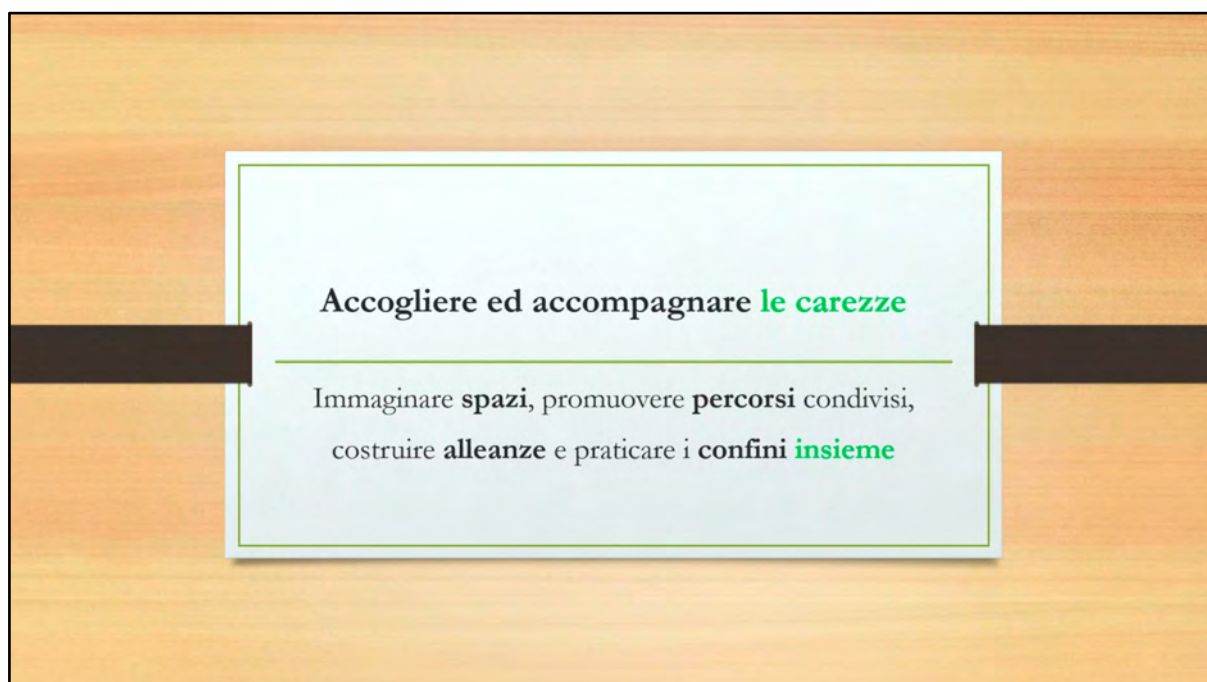 Accogliere ed accompagnare le carezze
Immaginare spazi, promuovere percorsi condivisi,
costruire alleanze e praticare i confini insieme